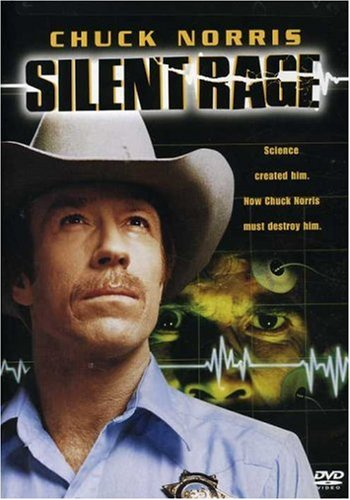 CHUCK NORRIS
SILENT RAGE
Science
created him.
Now Chuck Norris
must destroy him.
DVD
VIDEO